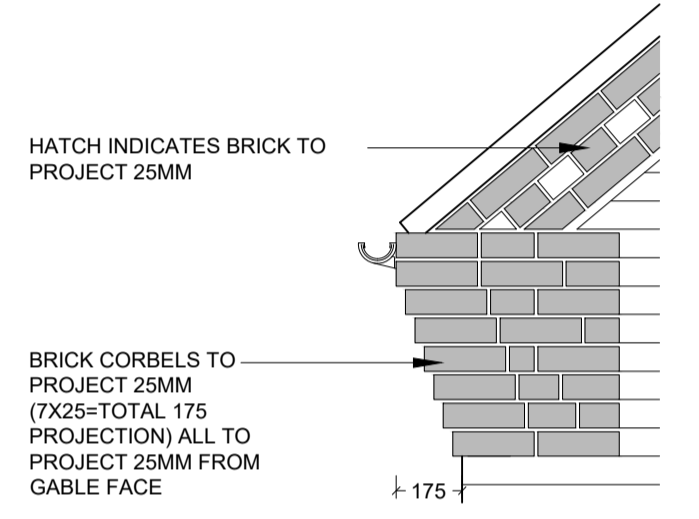 HATCH INDICATES BRICK TO
PROJECT 25MM
BRICK CORBELS TO
PROJECT 25MM
(7X25=TOTAL 175
PROJECTION) ALL TO
PROJECT 25MM FROM
GABLE FACE
175